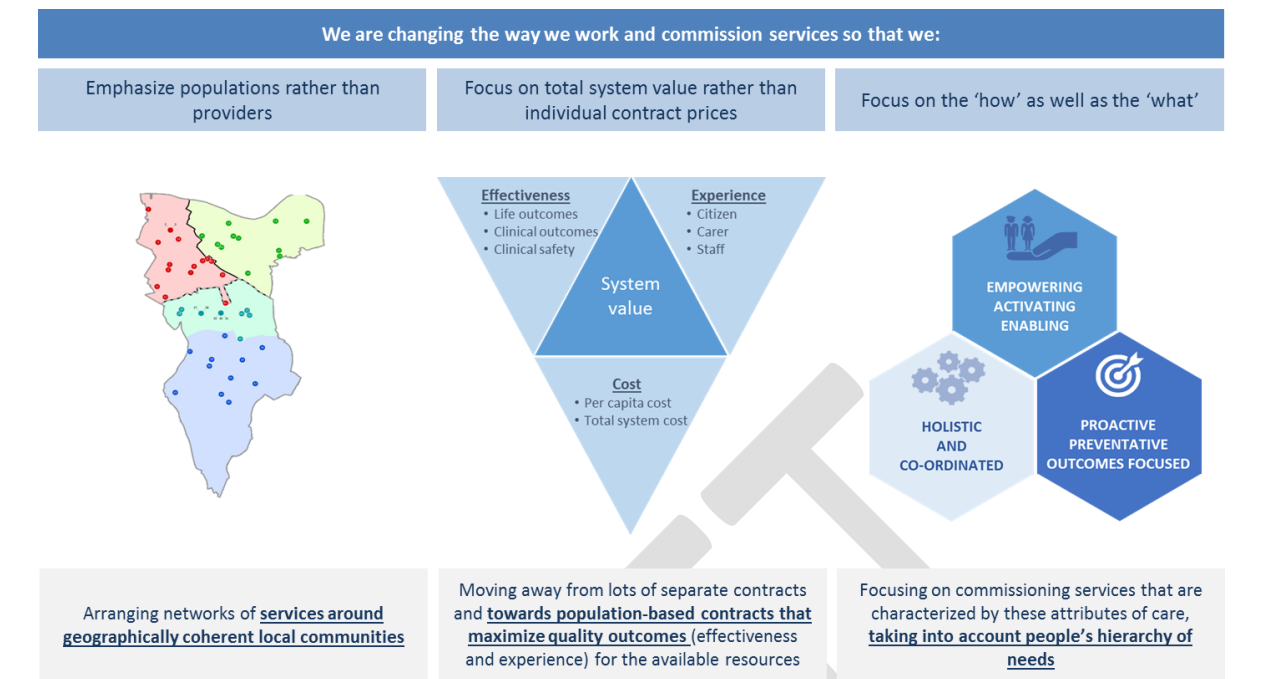 We are changing the way we work and commission services so that we:
Emphasize populations rather than
providers
Arranging networks of services around
geographically coherent local communities
Focus on total system value rather than
individual contract prices
Effectiveness
• Life outcomes
• Clinical outcomes
• Clinical safety
Experience
• Citizen
• Carer
• Staff
System
value
Cost
• Per capita cost
• Total system cost
Moving away from lots of separate contracts
and towards population-based contracts that
maximize quality outcomes (effectiveness
and experience) for the available resources
Focus on the ‘how’ as well as the ‘what’
EMPOWERING
ACTIVATING
ENABLING
HOLISTIC
AND
CO-ORDINATED
PROACTIVE
PREVENTATIVE
OUTCOMES FOCUSED
Focusing on commissioning services that are
characterized by these attributes of care,
taking into account people’s hierarchy of
needs